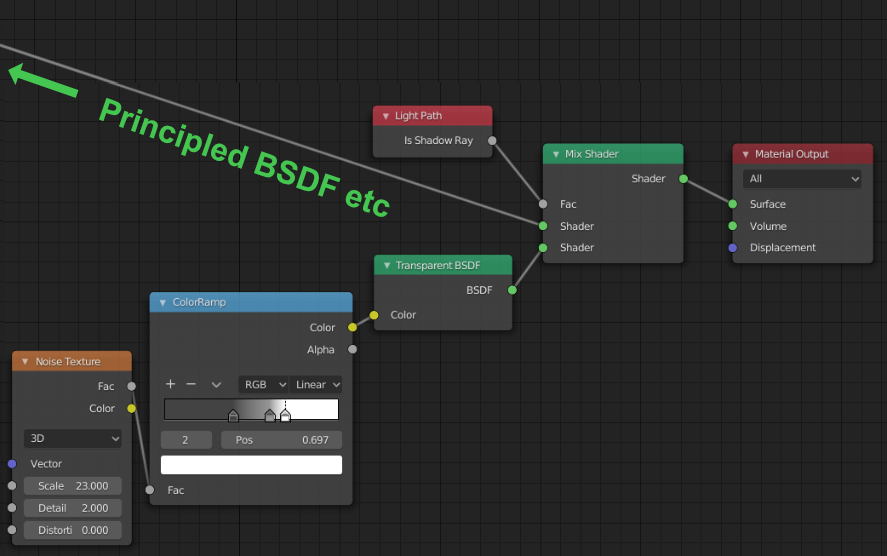 Principled BSDF etc
Light Path
Is Shadow Ray
Mix Shader
Shader
Fac
Shader
Shader
Material Output
All
Surface
Volume
Displacement
Transparent BSDF
BSDF
Color
ColorRamp
Color
Alpha
+ −
RGB
Linear
2
Pos 0.697
Fac
Noise Texture
Fac
Color
3D
Vector
Scale 23.000
Detail 2.000
Distorti 0.000